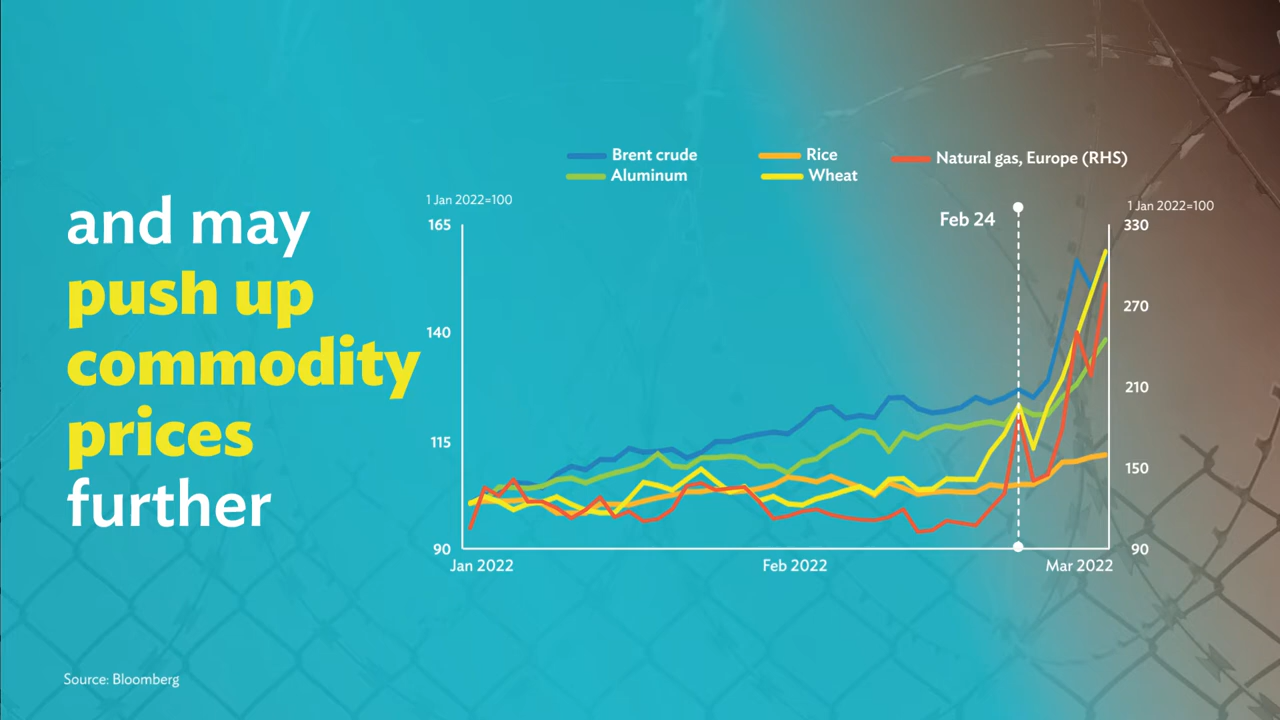 and may
push up
commodity
prices
further
Brent crude
Rice
Natural gas, Europe (RHS)
Aluminum
Wheat
1 Jan 2022=100
1 Jan 2022=100
Feb 24
165
330
270
140
210
115
150
90
90
Jan 2022
Feb 2022
Mar 2022
Source: Bloomberg